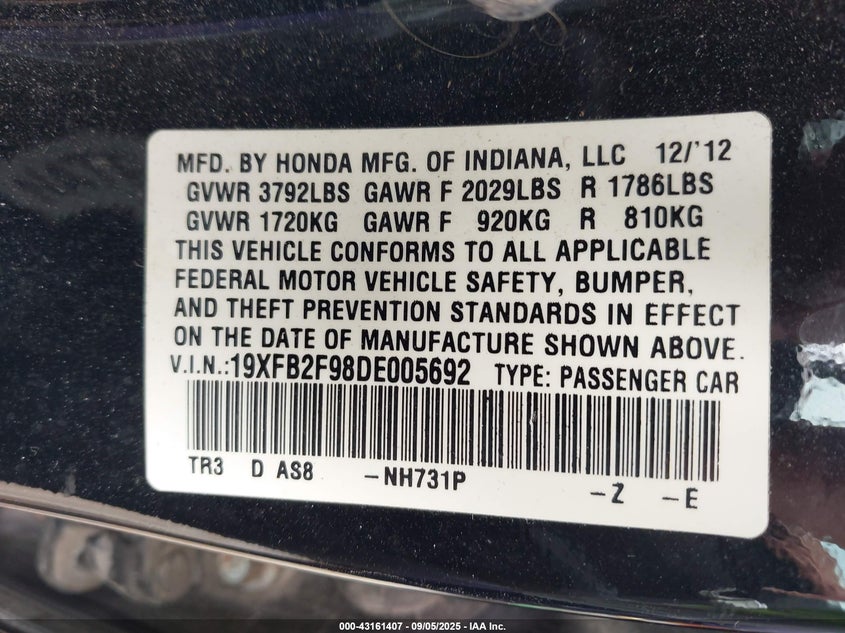 MFD. BY HONDA MFG. OF INDIANA, LLC 12/'12
GVWR 3792LBS GAWR F 2029LBS R 1786LBS
GVWR 1720KG GAWR F 920KG R 810KG
THIS VEHICLE CONFORMS TO ALL APPLICABLE
FEDERAL MOTOR VEHICLE SAFETY, BUMPER,
AND THEFT PREVENTION STANDARDS IN EFFECT
ON THE DATE OF MANUFACTURE SHOWN ABOVE.
V.I.N.:19XFB2F98DE005692 TYPE: PASSENGER CAR
TR3 D AS8 -NH731P -Z -E
000-43161407 - 09/05/2025 - IAA Inc.